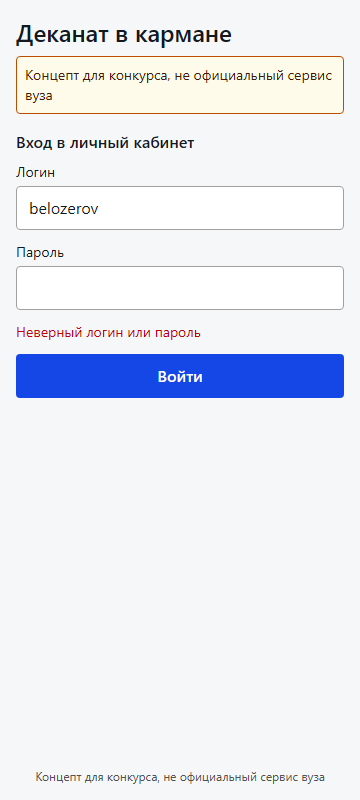 Деканат в кармане
Концепт для конкурса, не официальный сервис
вуза
Вход в личный кабинет
Логин
belozerov
Пароль
Неверный логин или пароль
Войти
Концепт для конкурса, не официальный сервис вуза